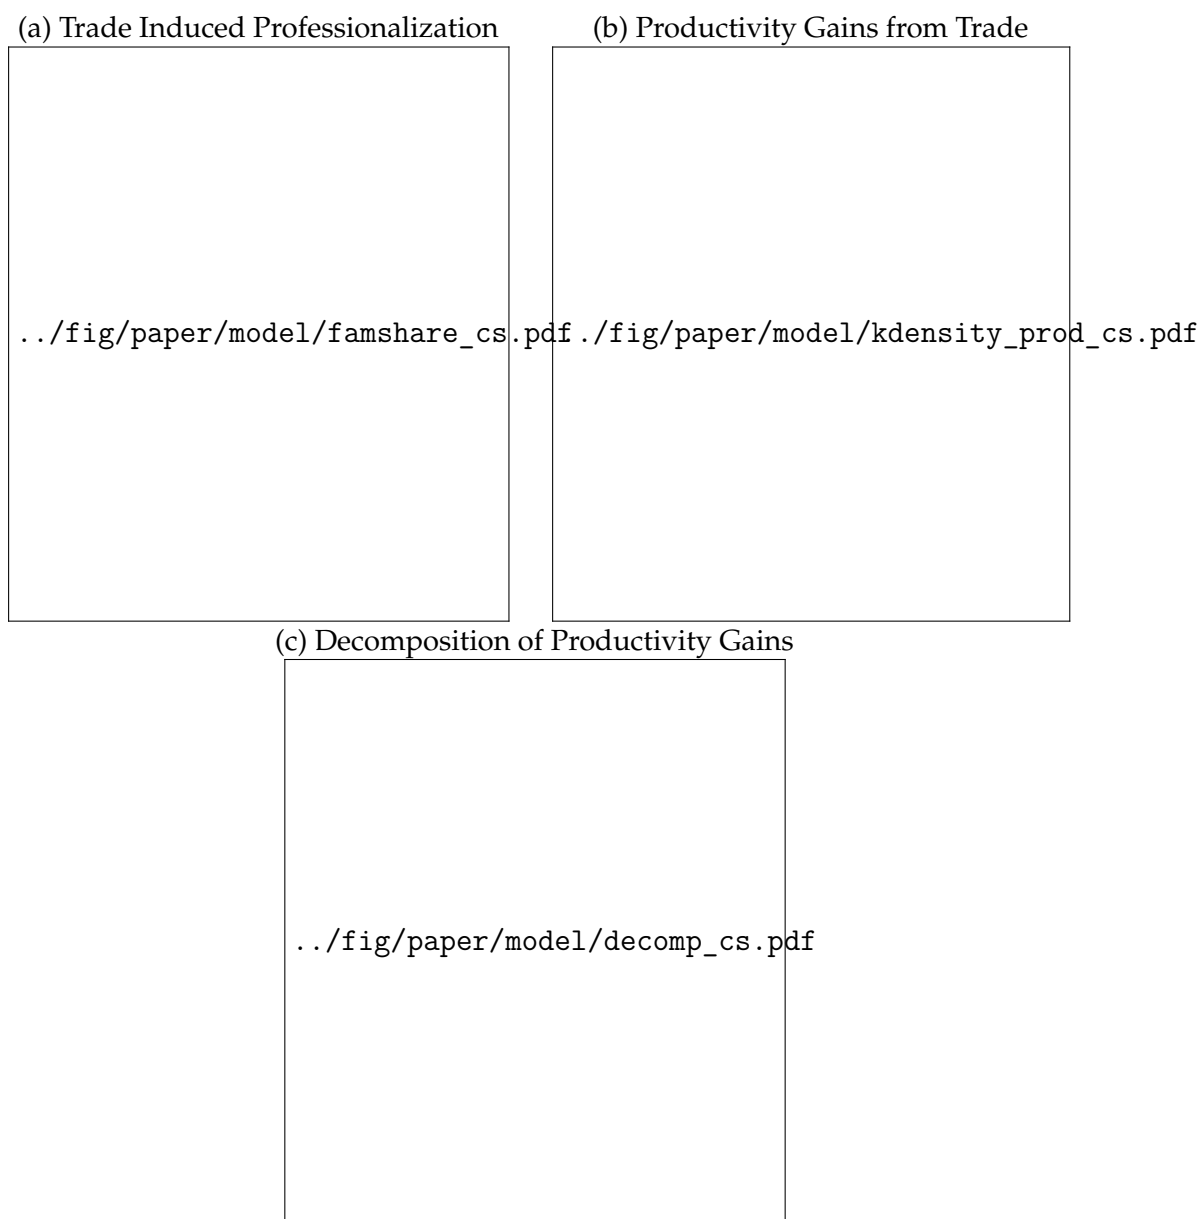 (a) Trade Induced Professionalization
(b) Productivity Gains from Trade
../fig/paper/model/famshare_cs.pdf
../fig/paper/model/kdensity_prod_cs.pdf
(c) Decomposition of Productivity Gains
../fig/paper/model/decomp_cs.pdf